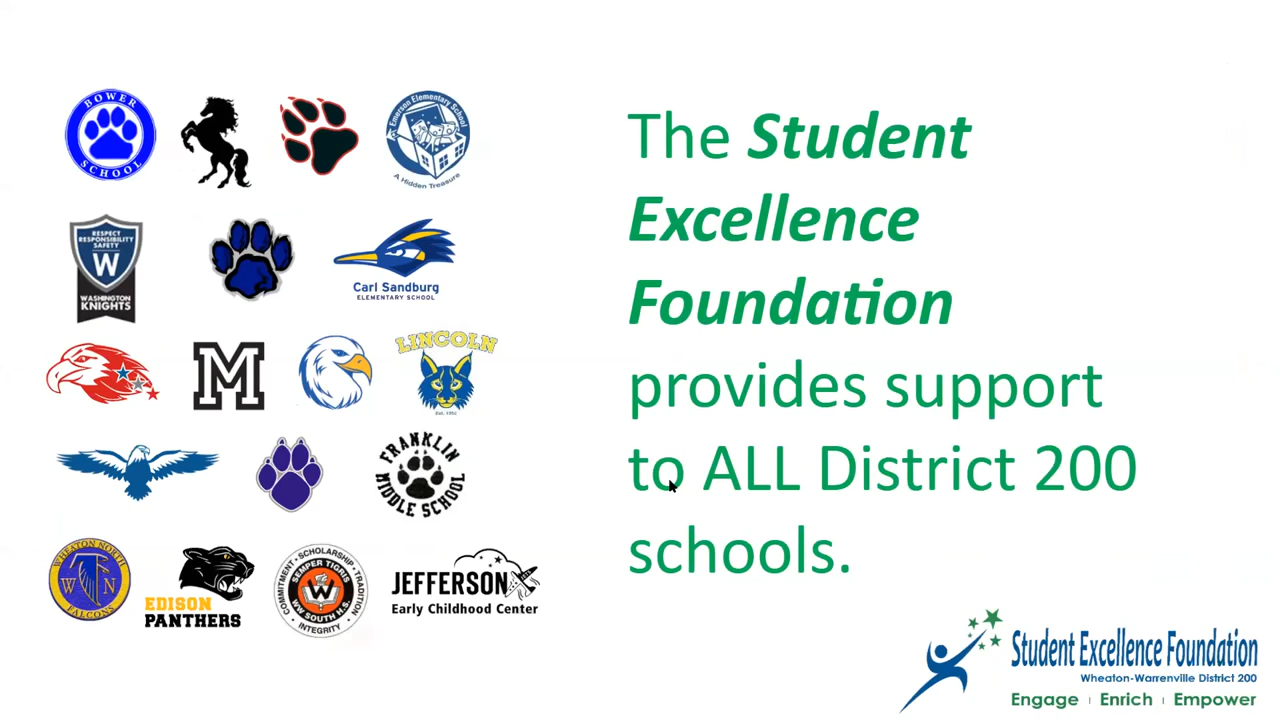 BOWER
SCHOOL
Emerson Elementary School
A Hidden Treasure
RESPECT
RESPONSIBILITY
SAFETY
W
WASHINGTON
KNIGHTS
Carl Sandburg
ELEMENTARY SCHOOL
M
LINCOLN
FRANKLIN
MIDDLE SCHOOL
WHEATON NORTH
W N
FALCONS
EDISON
PANTHERS
COMMITMENT • SCHOLARSHIP • TRADITION
INTEGRITY
SEMPER TIGRIS
W
WV SOUTH H.S.
JEFFERSON
Early Childhood Center
The Student
Excellence
Foundation
provides support
to ALL District 200
schools.
Student Excellence Foundation
Wheaton-Warrenville District 200
Engage | Enrich | Empower